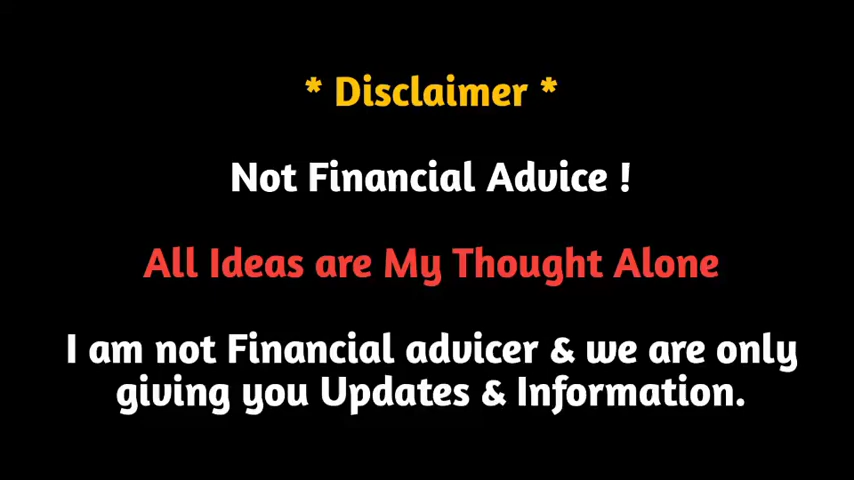 * Disclaimer *
Not Financial Advice !
All Ideas are My Thought Alone
I am not Financial advicer & we are only
giving you Updates & Information.